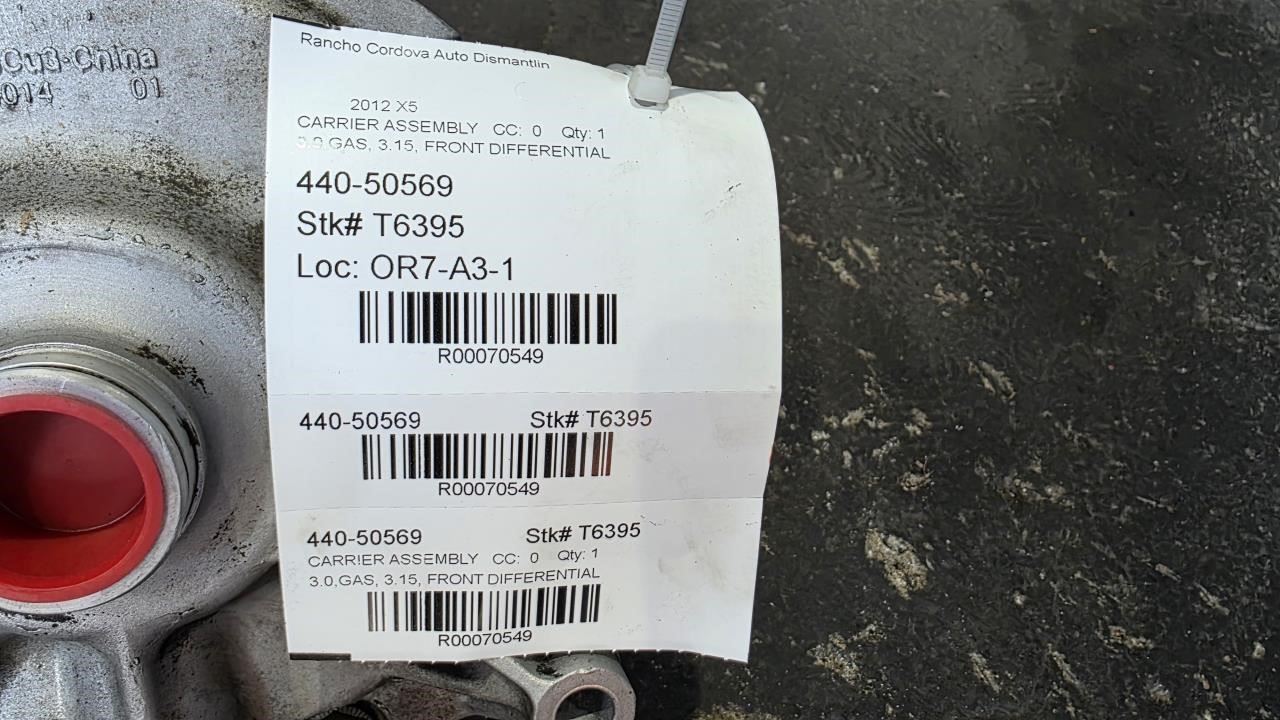 Cu3-China
014 01
Rancho Cordova Auto Dismantlin
2012 X5
CARRIER ASSEMBLY CC: 0 Qty: 1
3.0,GAS, 3.15, FRONT DIFFERENTIAL
440-50569
Stk# T6395
Loc: OR7-A3-1
R00070549
440-50569 Stk# T6395
R00070549
440-50569 Stk# T6395
CARRIER ASSEMBLY CC: 0 Qty: 1
3.0,GAS, 3.15, FRONT DIFFERENTIAL
R00070549